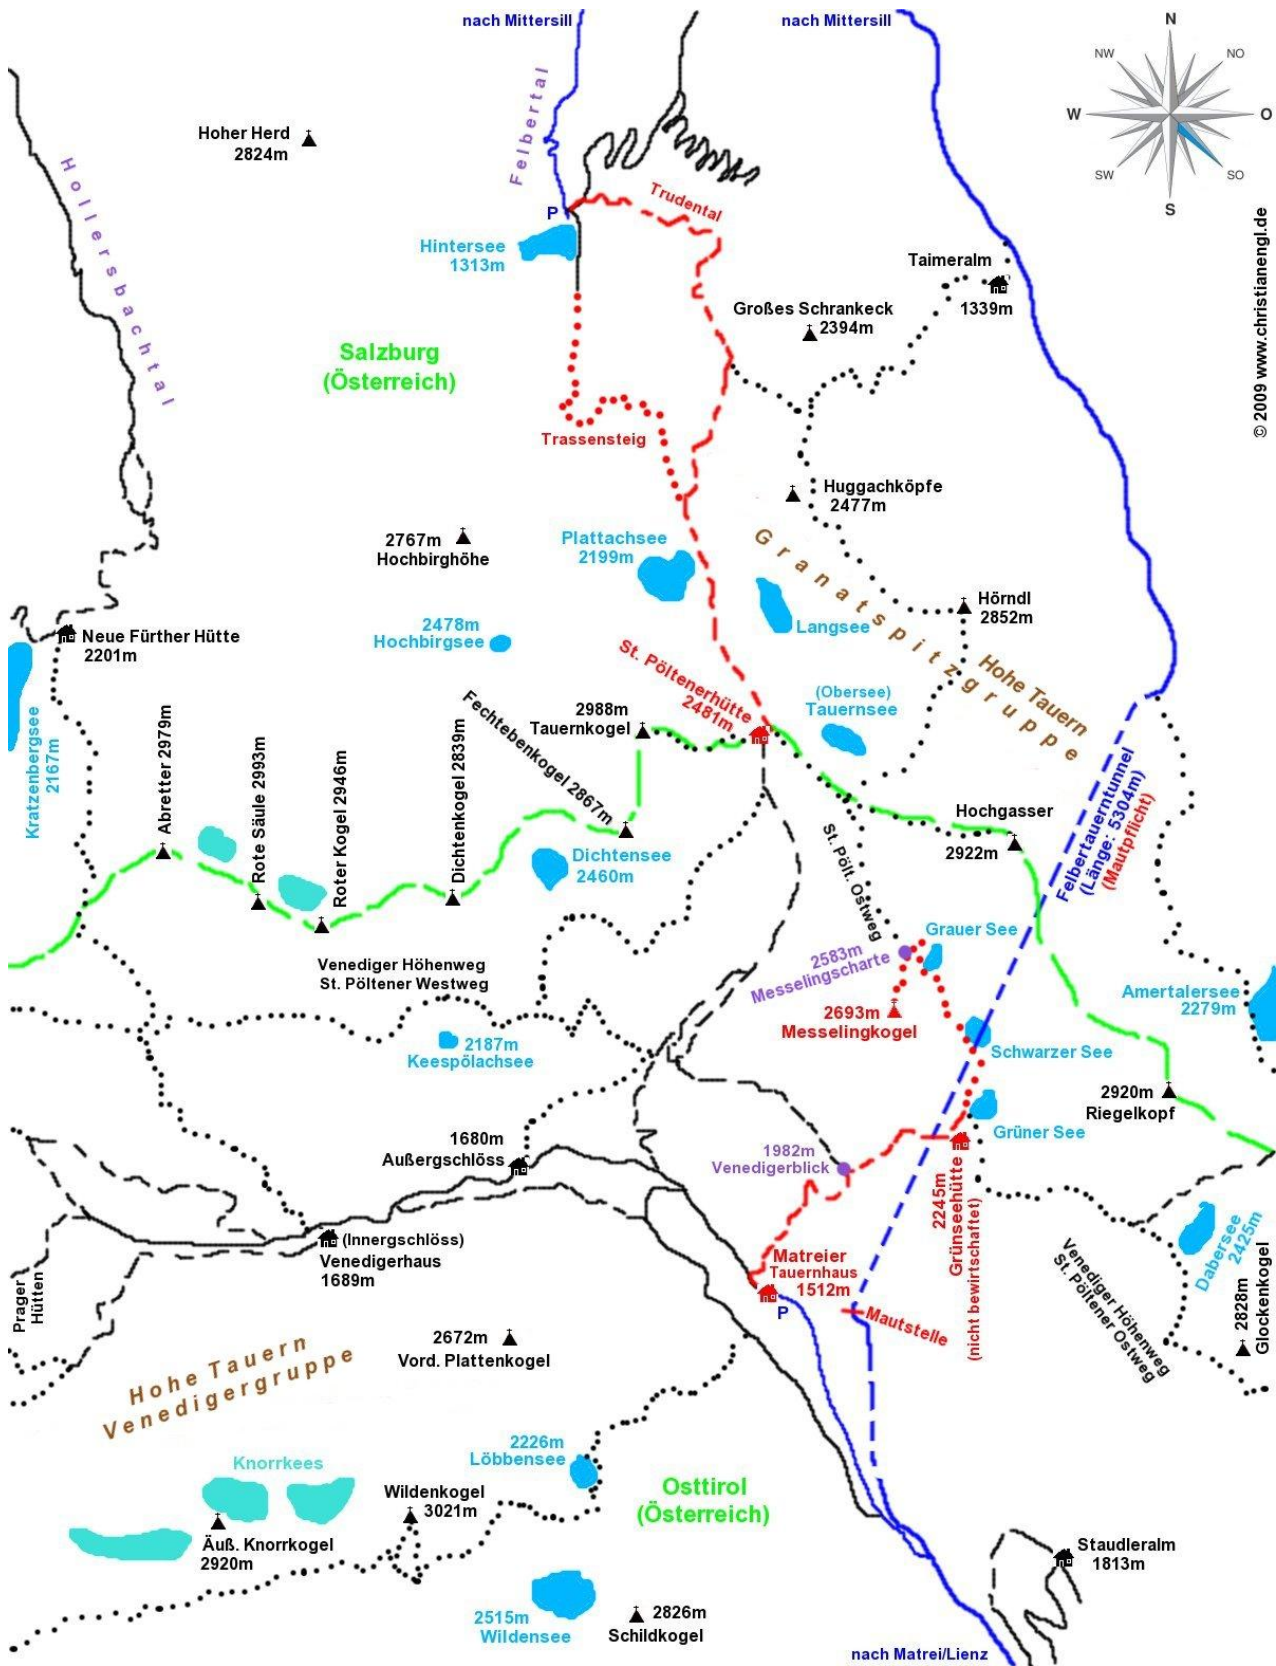 nach Mittersill
nach Mittersill
N
NW
NO
W
O
SW
SO
S
© 2009 www.christianengl.de
Felbertal
Hoher Herd
2824m
Hollersbachtal
P
Trudental
Hintersee
1313m
Taimeralm
1339m
Großes Schrankeck
2394m
Salzburg
(Österreich)
Trassensteig
Huggachköpfe
2477m
2767m
Hochbirghöhe
Plattachsee
2199m
Granatspitzgruppe
Hohe Tauern
Langsee
Hörndl
2852m
2478m
Hochbirgsee
Neue Fürther Hütte
2201m
Kratzenbergsee
2167m
St. Pöltenerhütte
2481m
(Obersee)
Tauernsee
2988m
Tauernkogel
Fechtebenkogel 2867m
Abretter 2979m
Rote Säule 2993m
Roter Kogel 2946m
Dichtenkogel 2839m
Dichtensee
2460m
St. Pölt. Ostweg
Hochgasser
2922m
Felbertauerntunnel
(Länge: 5304m)
(Mautpflicht)
Venediger Höhenweg
St. Pöltener Westweg
Grauer See
2583m
Messelingscharte
2693m
Messelingkogel
Amertalersee
2279m
2187m
Keespölachsee
Schwarzer See
2920m
Riegelkopf
Grüner See
1680m
Außergschlöss
1982m
Venedigerblick
2245m
Grünseehütte
(nicht bewirtschaftet)
Dabersee
2425m
(Innergschlöss)
Venedigerhaus
1689m
Matreier
Tauernhaus
1512m
P
Mautstelle
Venediger Höhenweg
St. Pöltener Ostweg
2828m
Glockenkogel
Prager
Hütten
2672m
Vord. Plattenkogel
Hohe Tauern
Venedigergruppe
2226m
Löbbensee
Knorrkees
Wildenkogel
3021m
Osttirol
(Österreich)
Äuß. Knorrkogel
2920m
Staudleralm
1813m
2515m
Wildensee
2826m
Schildkogel
nach Matrei/Lienz